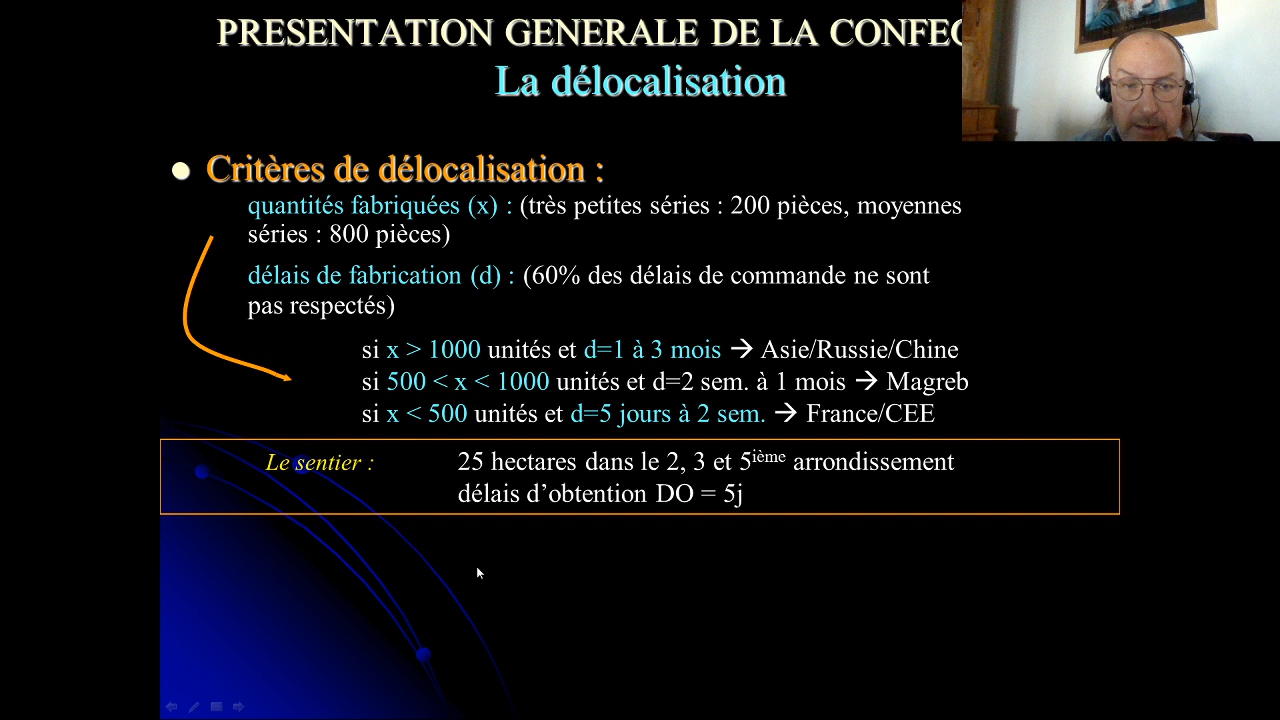 PRESENTATION GENERALE DE LA CONFEC
La délocalisation
Critères de délocalisation :
quantités fabriquées (x) : (très petites séries : 200 pièces, moyennes
séries : 800 pièces)
délais de fabrication (d) : (60% des délais de commande ne sont
pas respectés)
si x > 1000 unités et d=1 à 3 mois → Asie/Russie/Chine
si 500 < x < 1000 unités et d=2 sem. à 1 mois → Magreb
si x < 500 unités et d=5 jours à 2 sem. → France/CEE
Le sentier : 25 hectares dans le 2, 3 et 5ième arrondissement
délais d’obtention DO = 5j